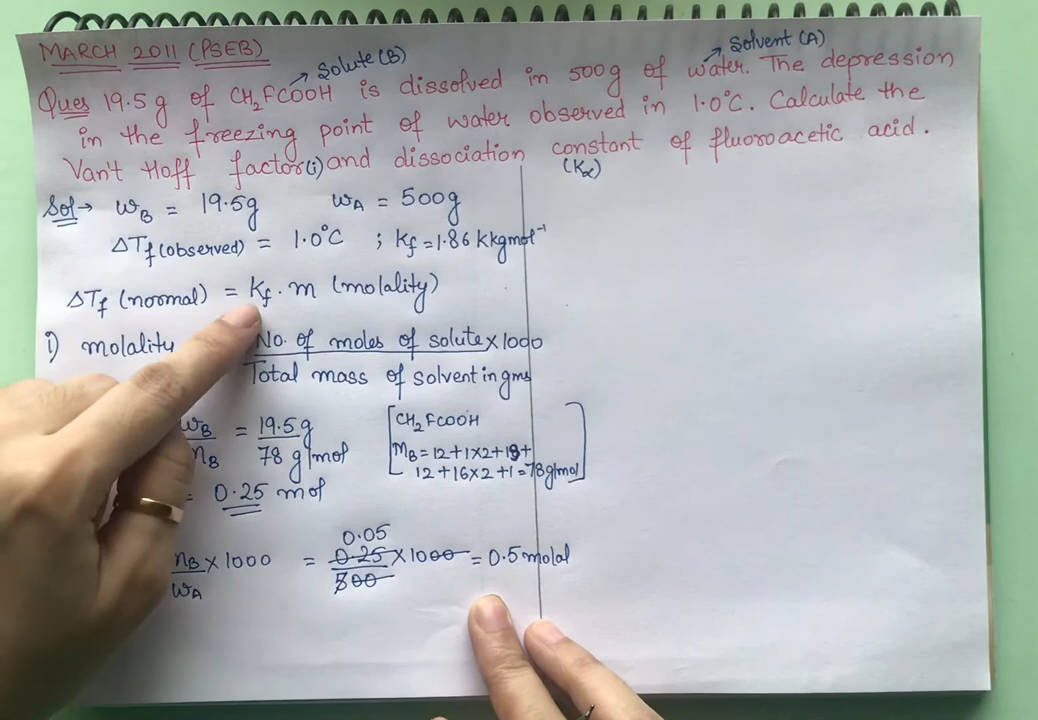 MARCH 2011 (PSEB)
→ Solute (B)
→ Solvent (A)
Ques 19.5 g of CH₂FCOOH is dissolved in 500g of water. The depression
in the freezing point of water observed in 1.0°C. Calculate the
Van't Hoff factor (i) and dissociation constant of fluoroacetic acid.
(K∝)
Sol → WB = 19.5g WA = 500g
ΔTf (observed) = 1.0°C ; Kf = 1.86 K kg mol⁻¹
ΔTf (normal) = Kf . m (molality)
i) molality No. of moles of solute × 1000
Total mass of solvent in gms
WB = 19.5g [CH₂FCOOH
MB 78 g/mol MB = 12+1×2+19+
12+16×2+1 = 78g/mol]
= 0.25 mol
0.05
nB × 1000 = 0.25 × 1000 = 0.5 molal
WA 500